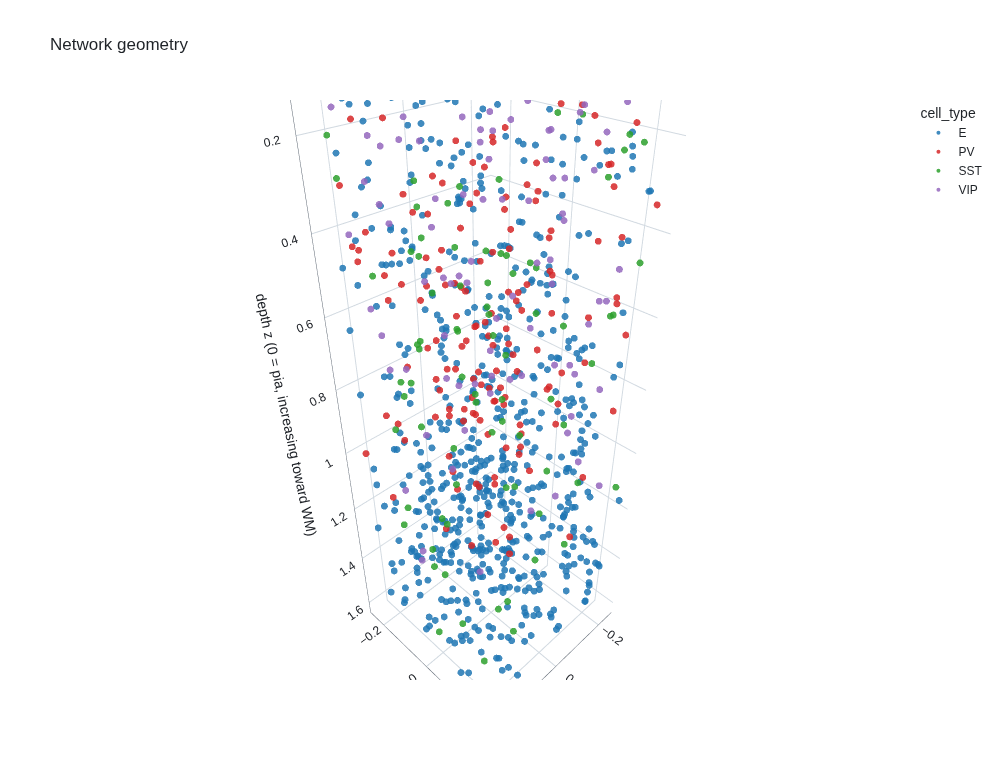 Network geometry
cell_type
E
PV
SST
VIP
0.2
0.4
0.6
0.8
1
1.2
1.4
1.6
depth z (0 = pia, increasing toward WM)
−0.2
0
−0.2
0